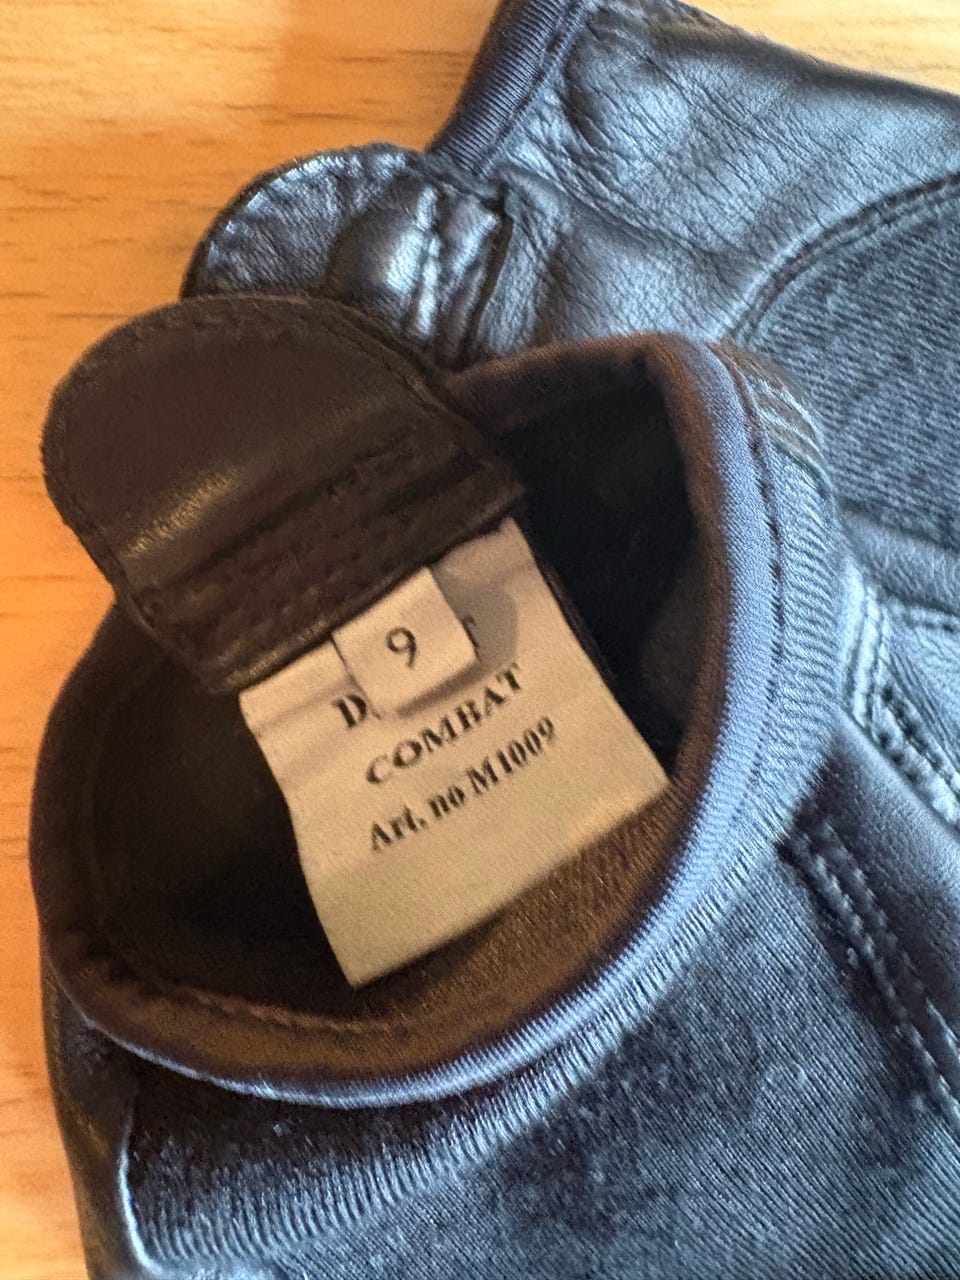 9
COMBAT
Art. no M1009